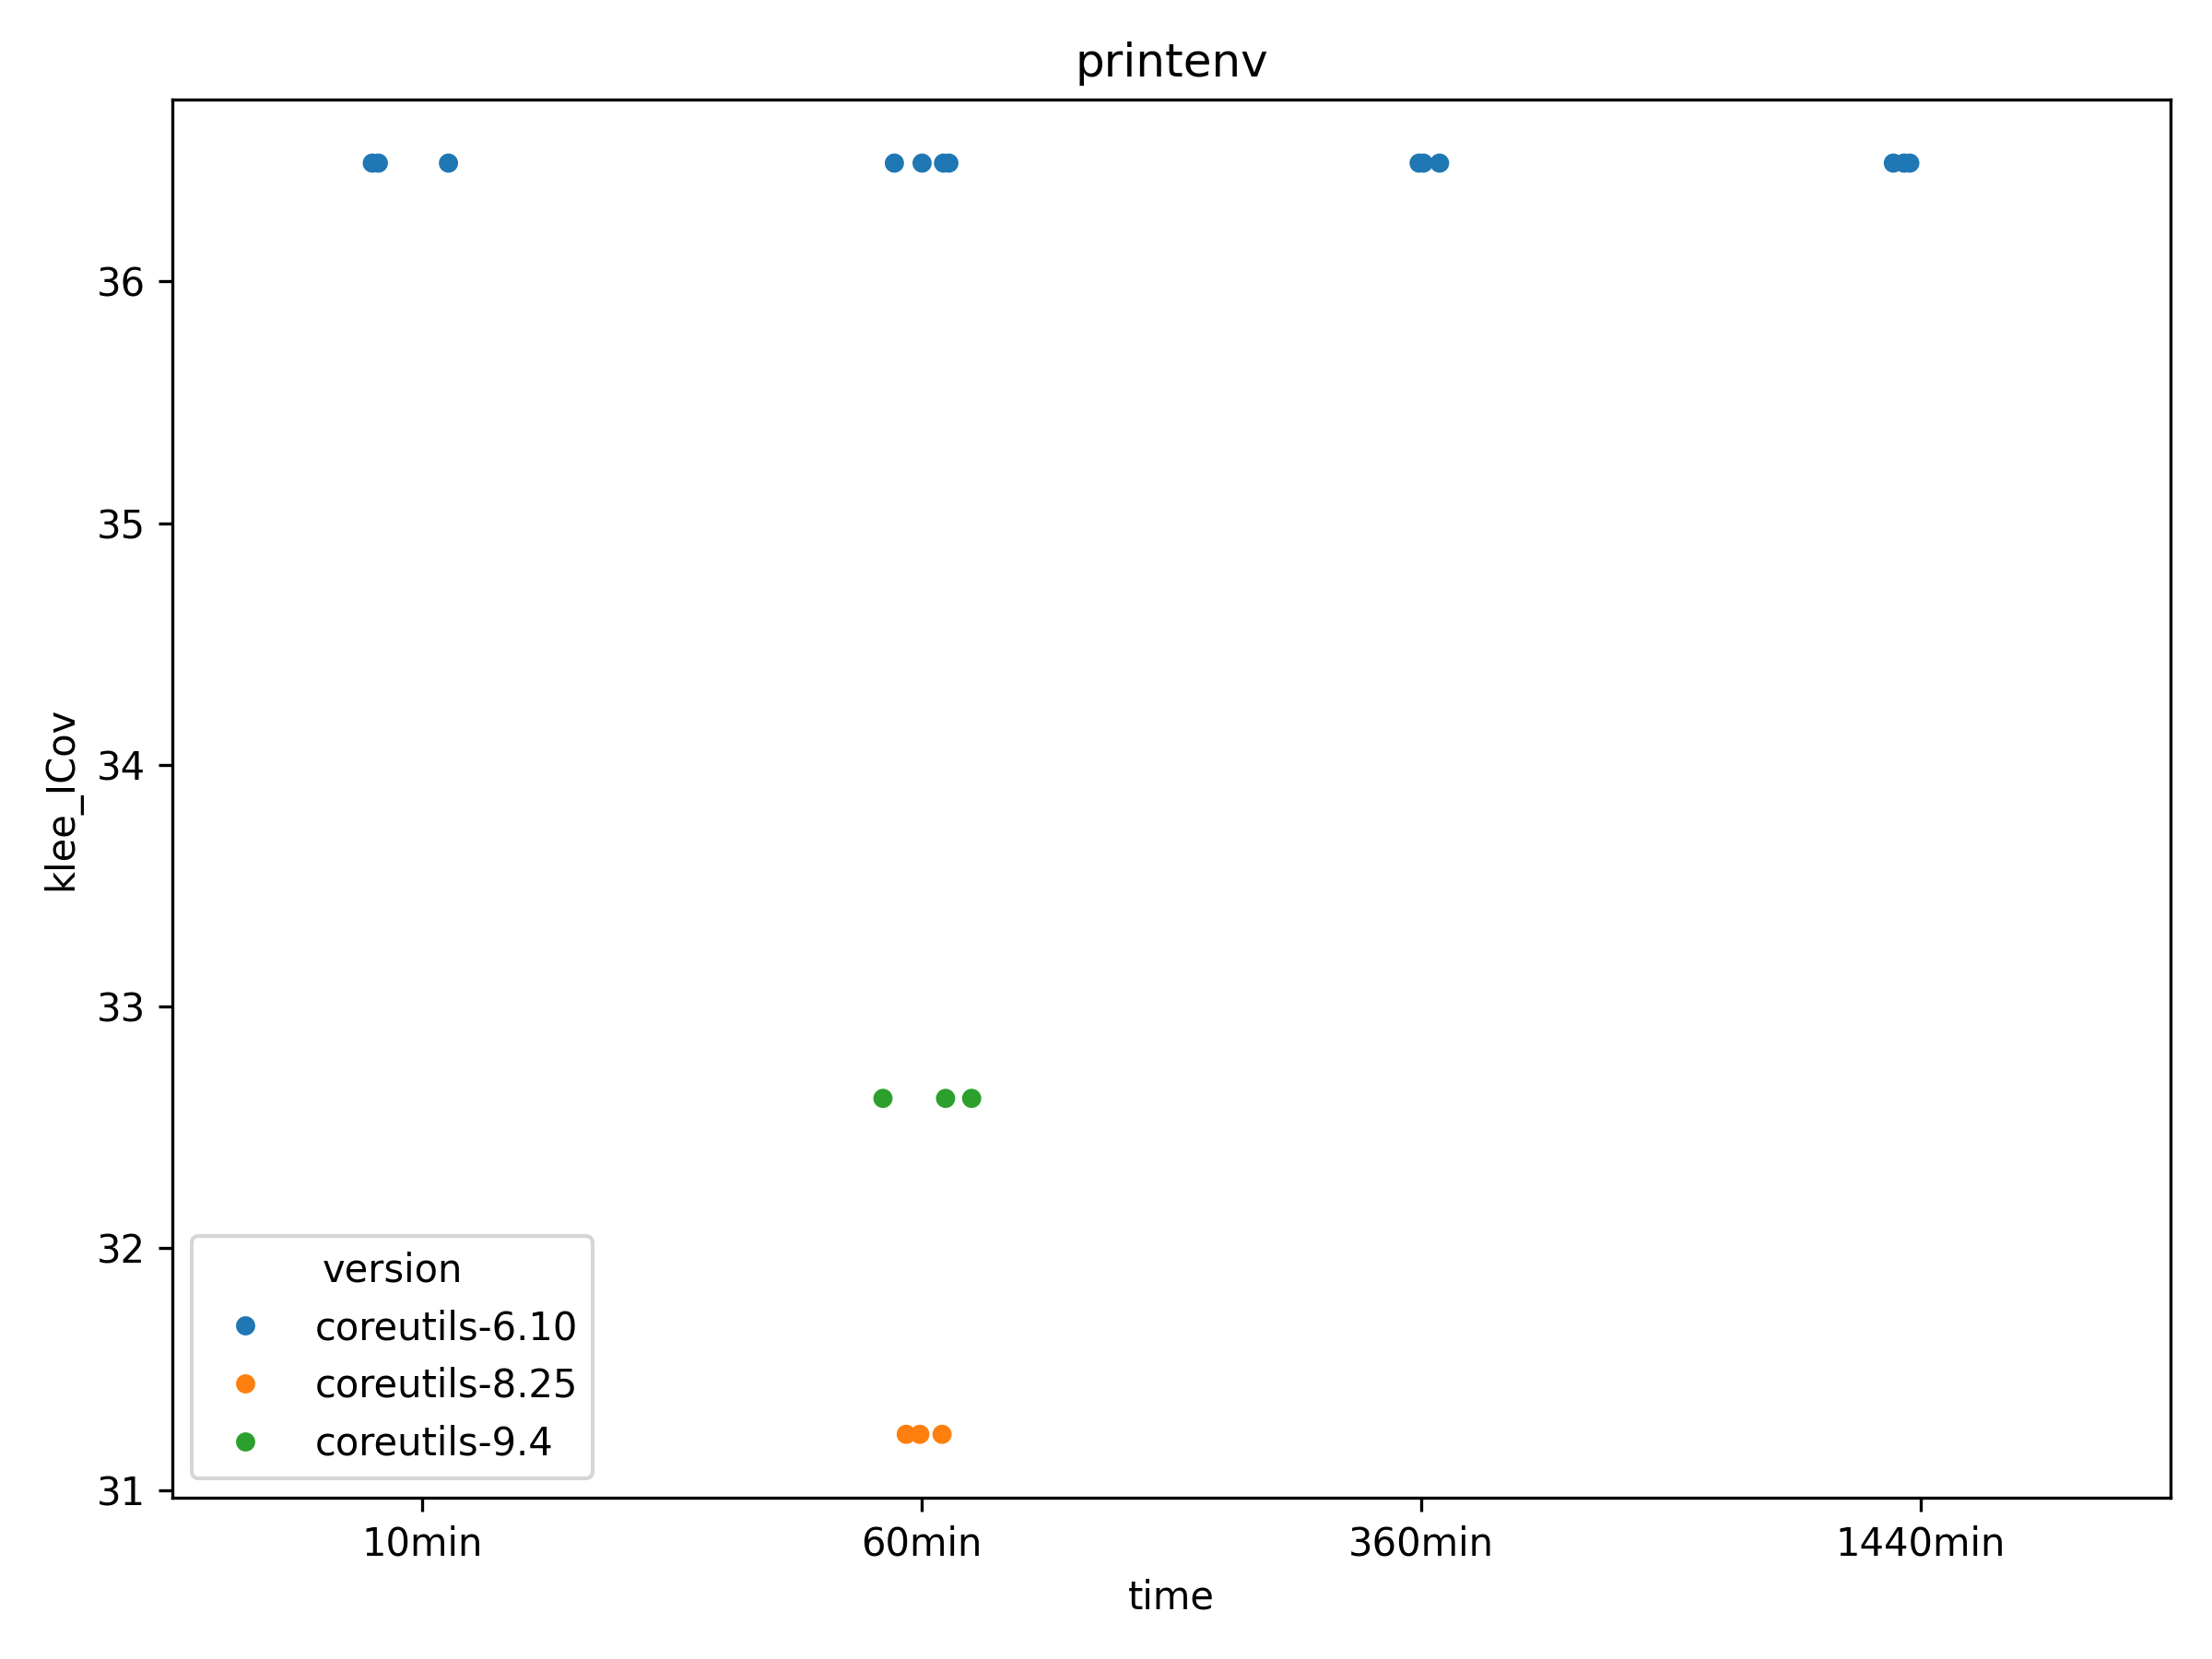 printenv
klee_ICov
36
35
34
33
32
31
version
coreutils-6.10
coreutils-8.25
coreutils-9.4
10min
60min
360min
1440min
time